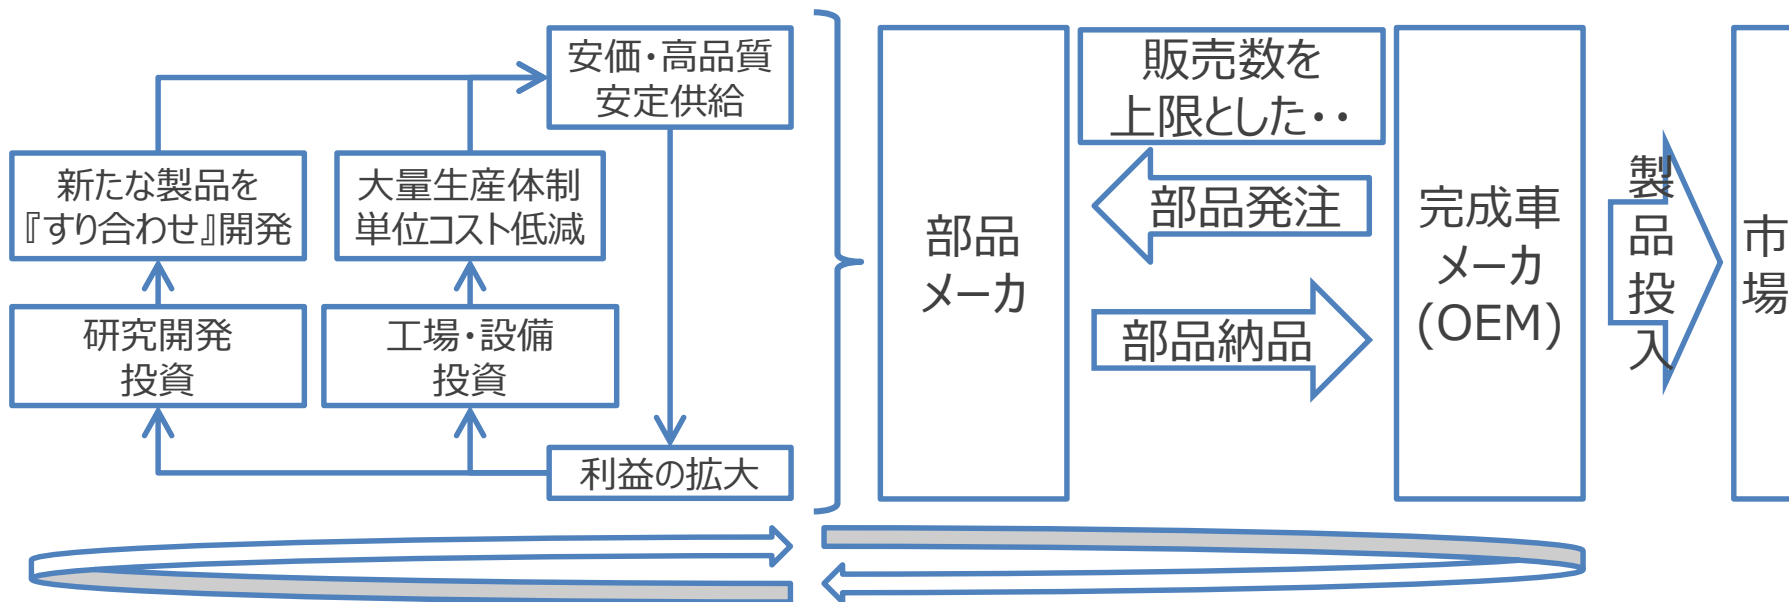 安価・高品質
安定供給
新たな製品を
『すり合わせ』開発
大量生産体制
単位コスト低減
研究開発
投資
工場・設備
投資
利益の拡大
部品
メーカ
販売数を
上限とした・・
部品発注
部品納品
完成車
メーカ
(OEM)
製品投入
市場